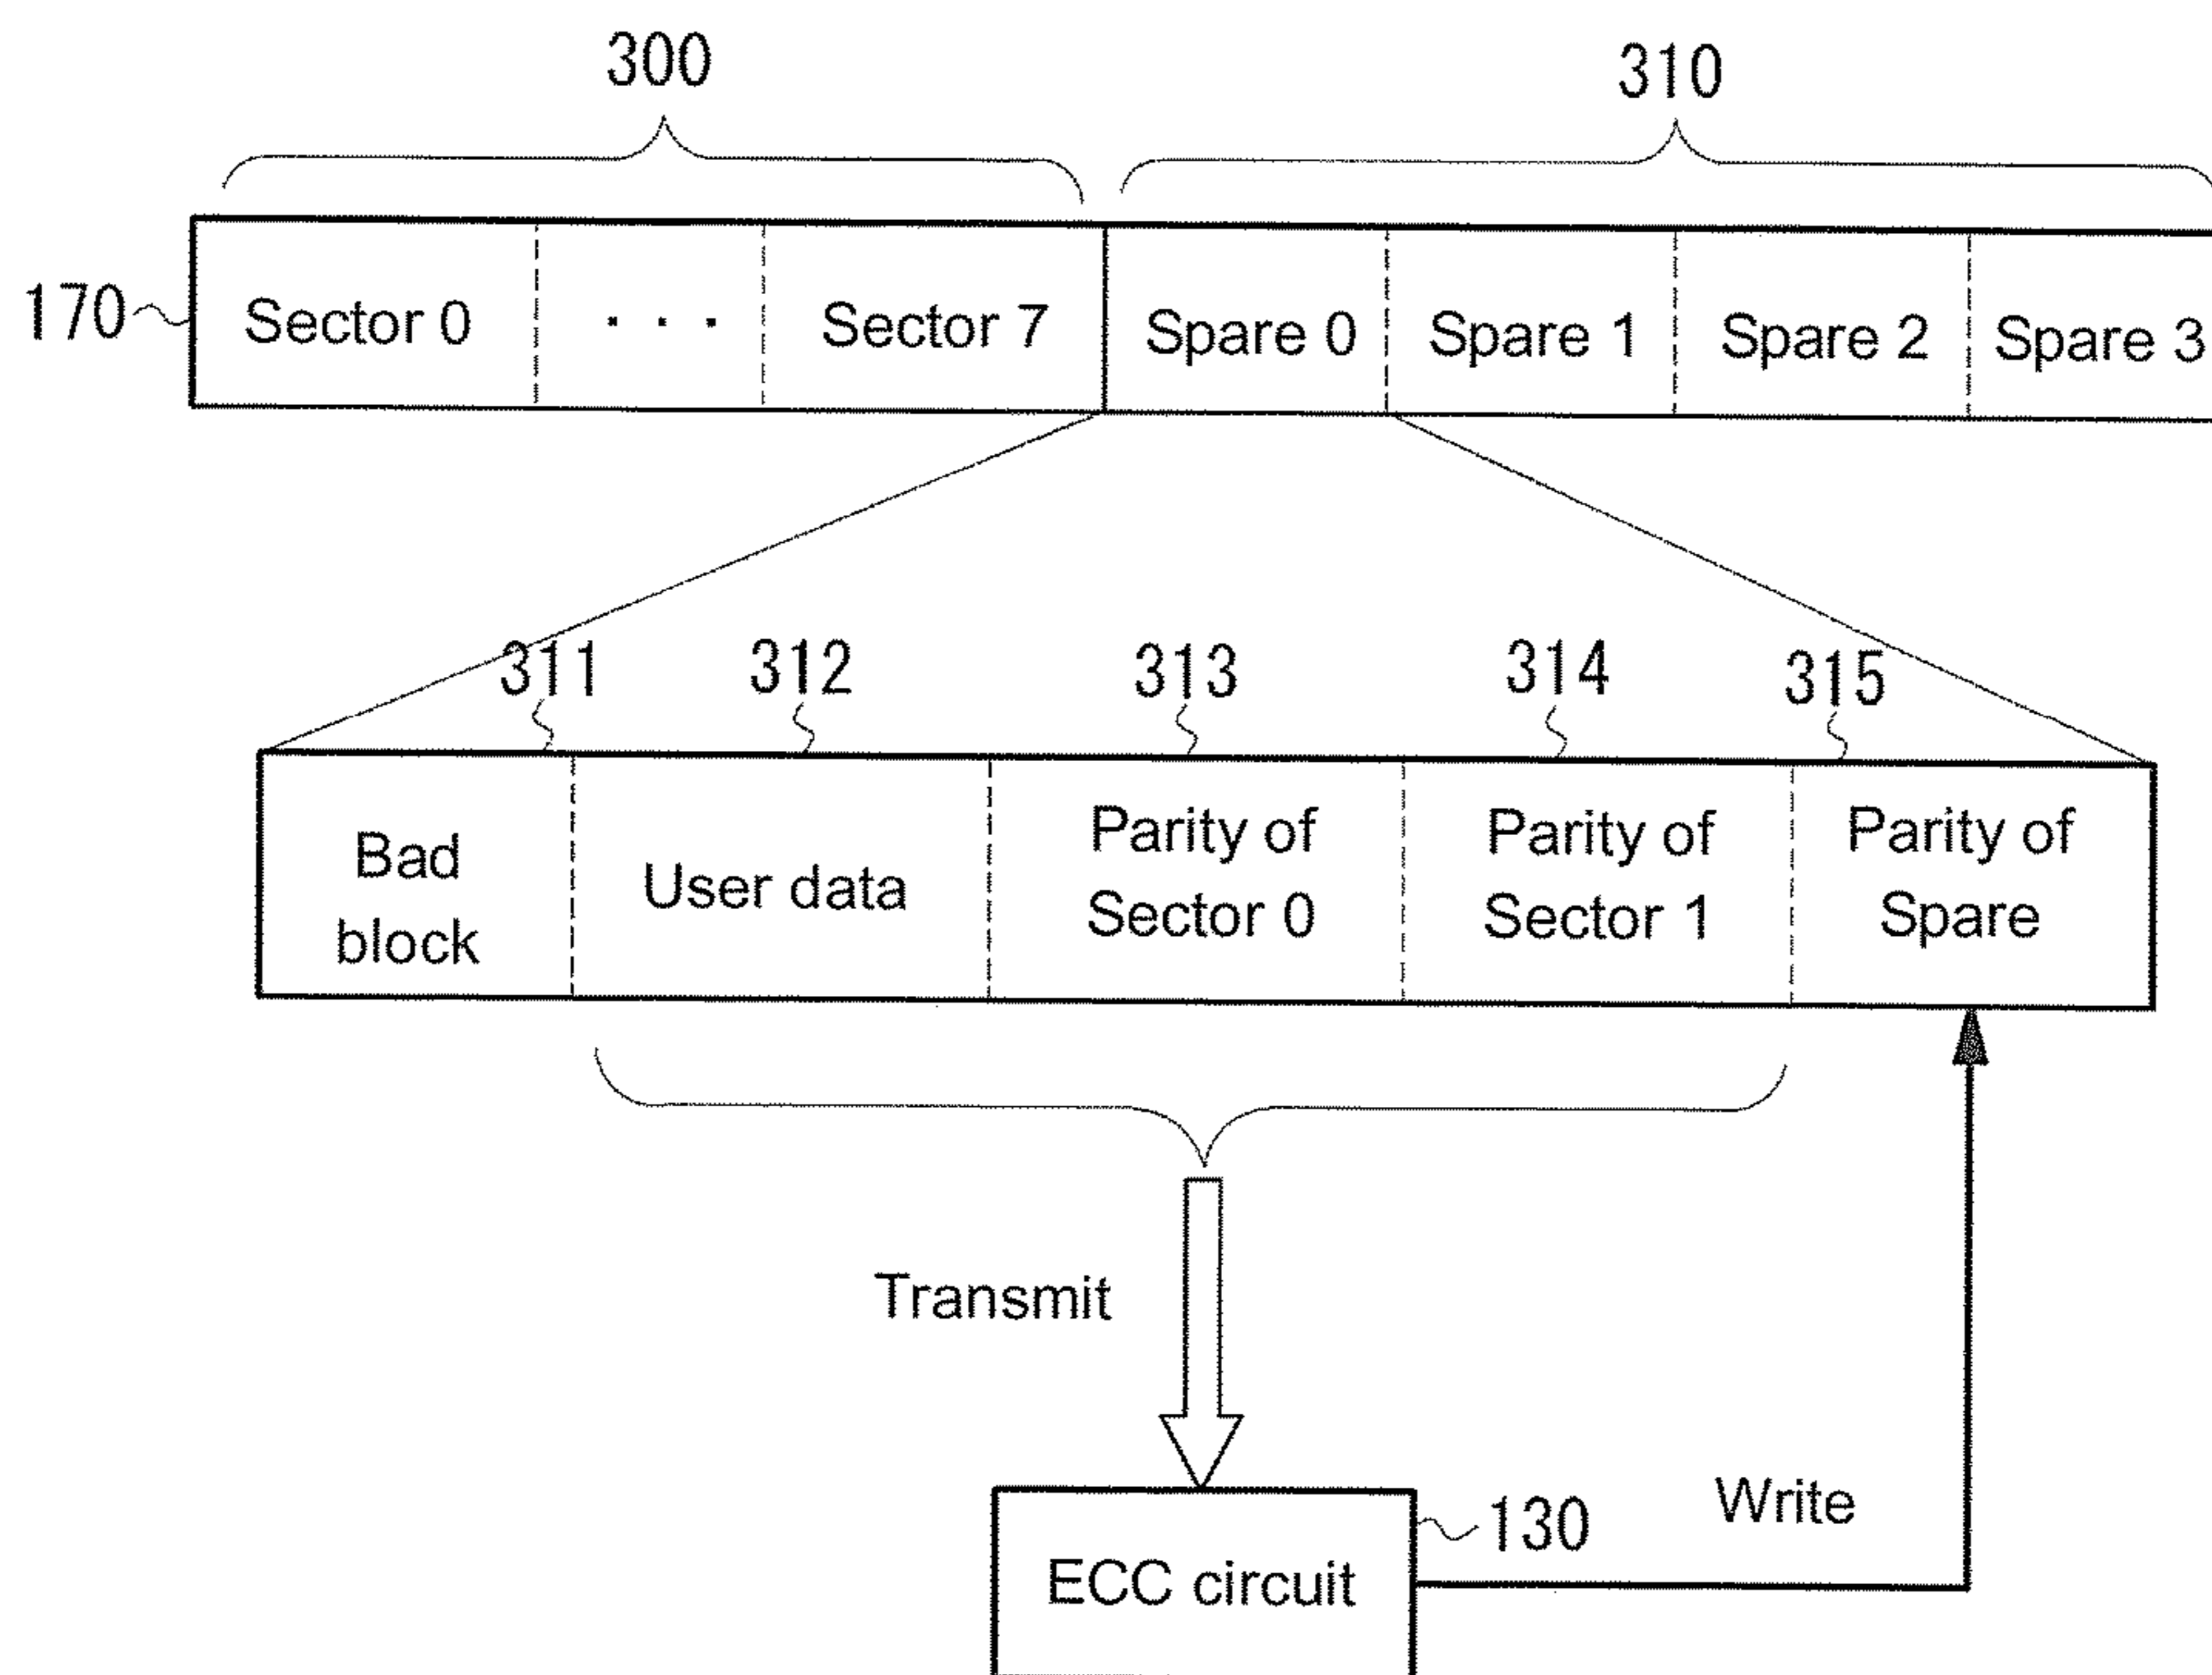 300
310
170
Sector 0
. . .
Sector 7
Spare 0
Spare 1
Spare 2
Spare 3
311
312
313
314
315
Bad
block
User data
Parity of
Sector 0
Parity of
Sector 1
Parity of
Spare
Transmit
130
Write
ECC circuit